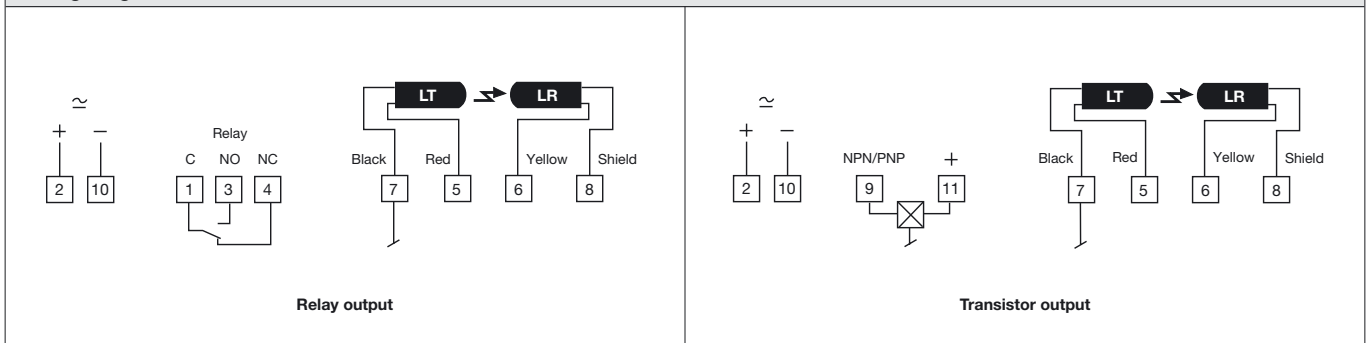 LT LR
≃
+ −
Relay
C NO NC
Black Red Yellow Shield
2 10 1 3 4 7 5 6 8
Relay output
LT LR
≃
+ −
NPN/PNP +
Black Red Yellow Shield
2 10 9 11 7 5 6 8
Transistor output